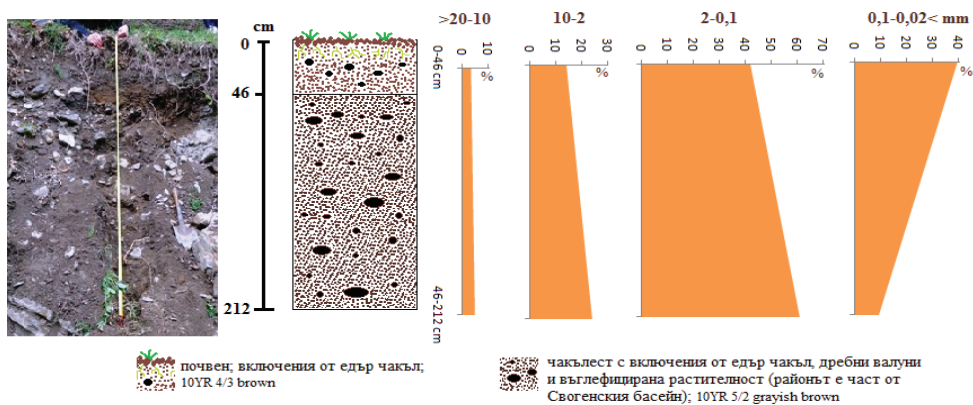 cm
>20-10
10-2
2-0,1
0,1-0,02< mm
0 10
%
0 10 20 30
%
0 10 20 30 40 50 60 70
%
0 10 20 30 40
%
0
46
212
0-46 cm
46-212 cm
почвен; включения от едър чакъл;
10YR 4/3 brown
чакълест с включения от едър чакъл, дребни валуни
и въглефицирана растителност (районът е част от
Свогенския басейн); 10YR 5/2 grayish brown